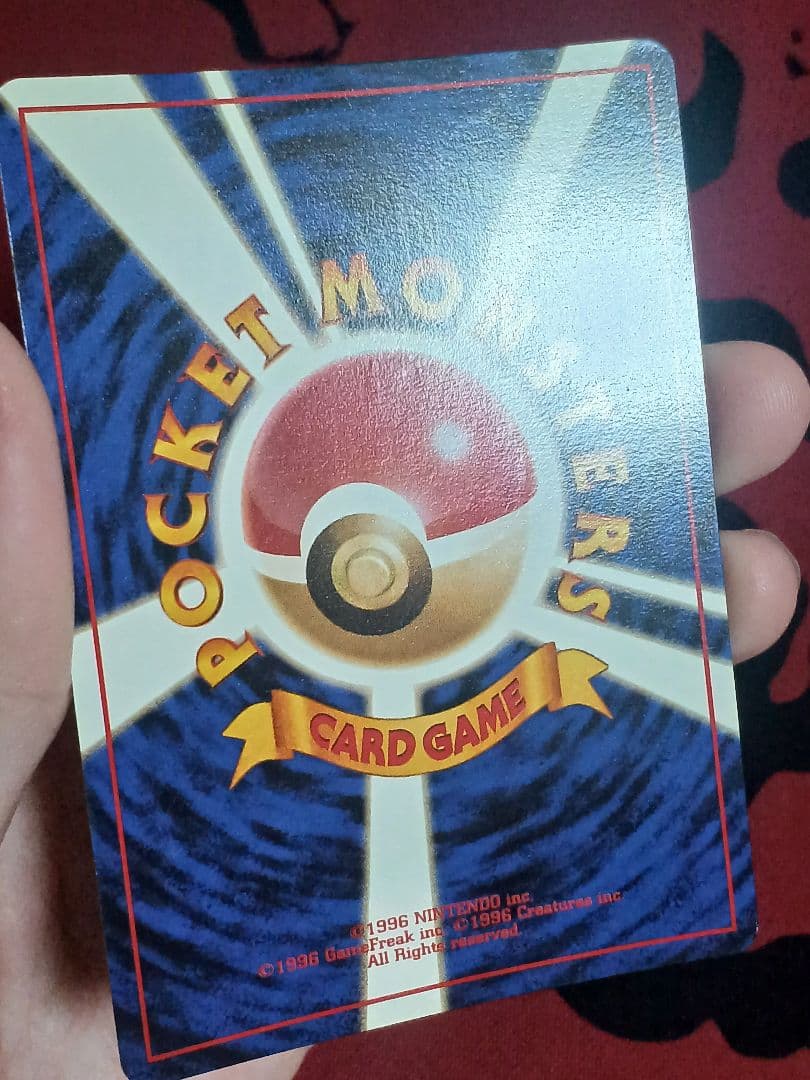 POCKET MONSTERS
CARD GAME
©1996 NINTENDO inc.
©1996 GameFreak inc. ©1996 Creatures inc.
All Rights reserved.